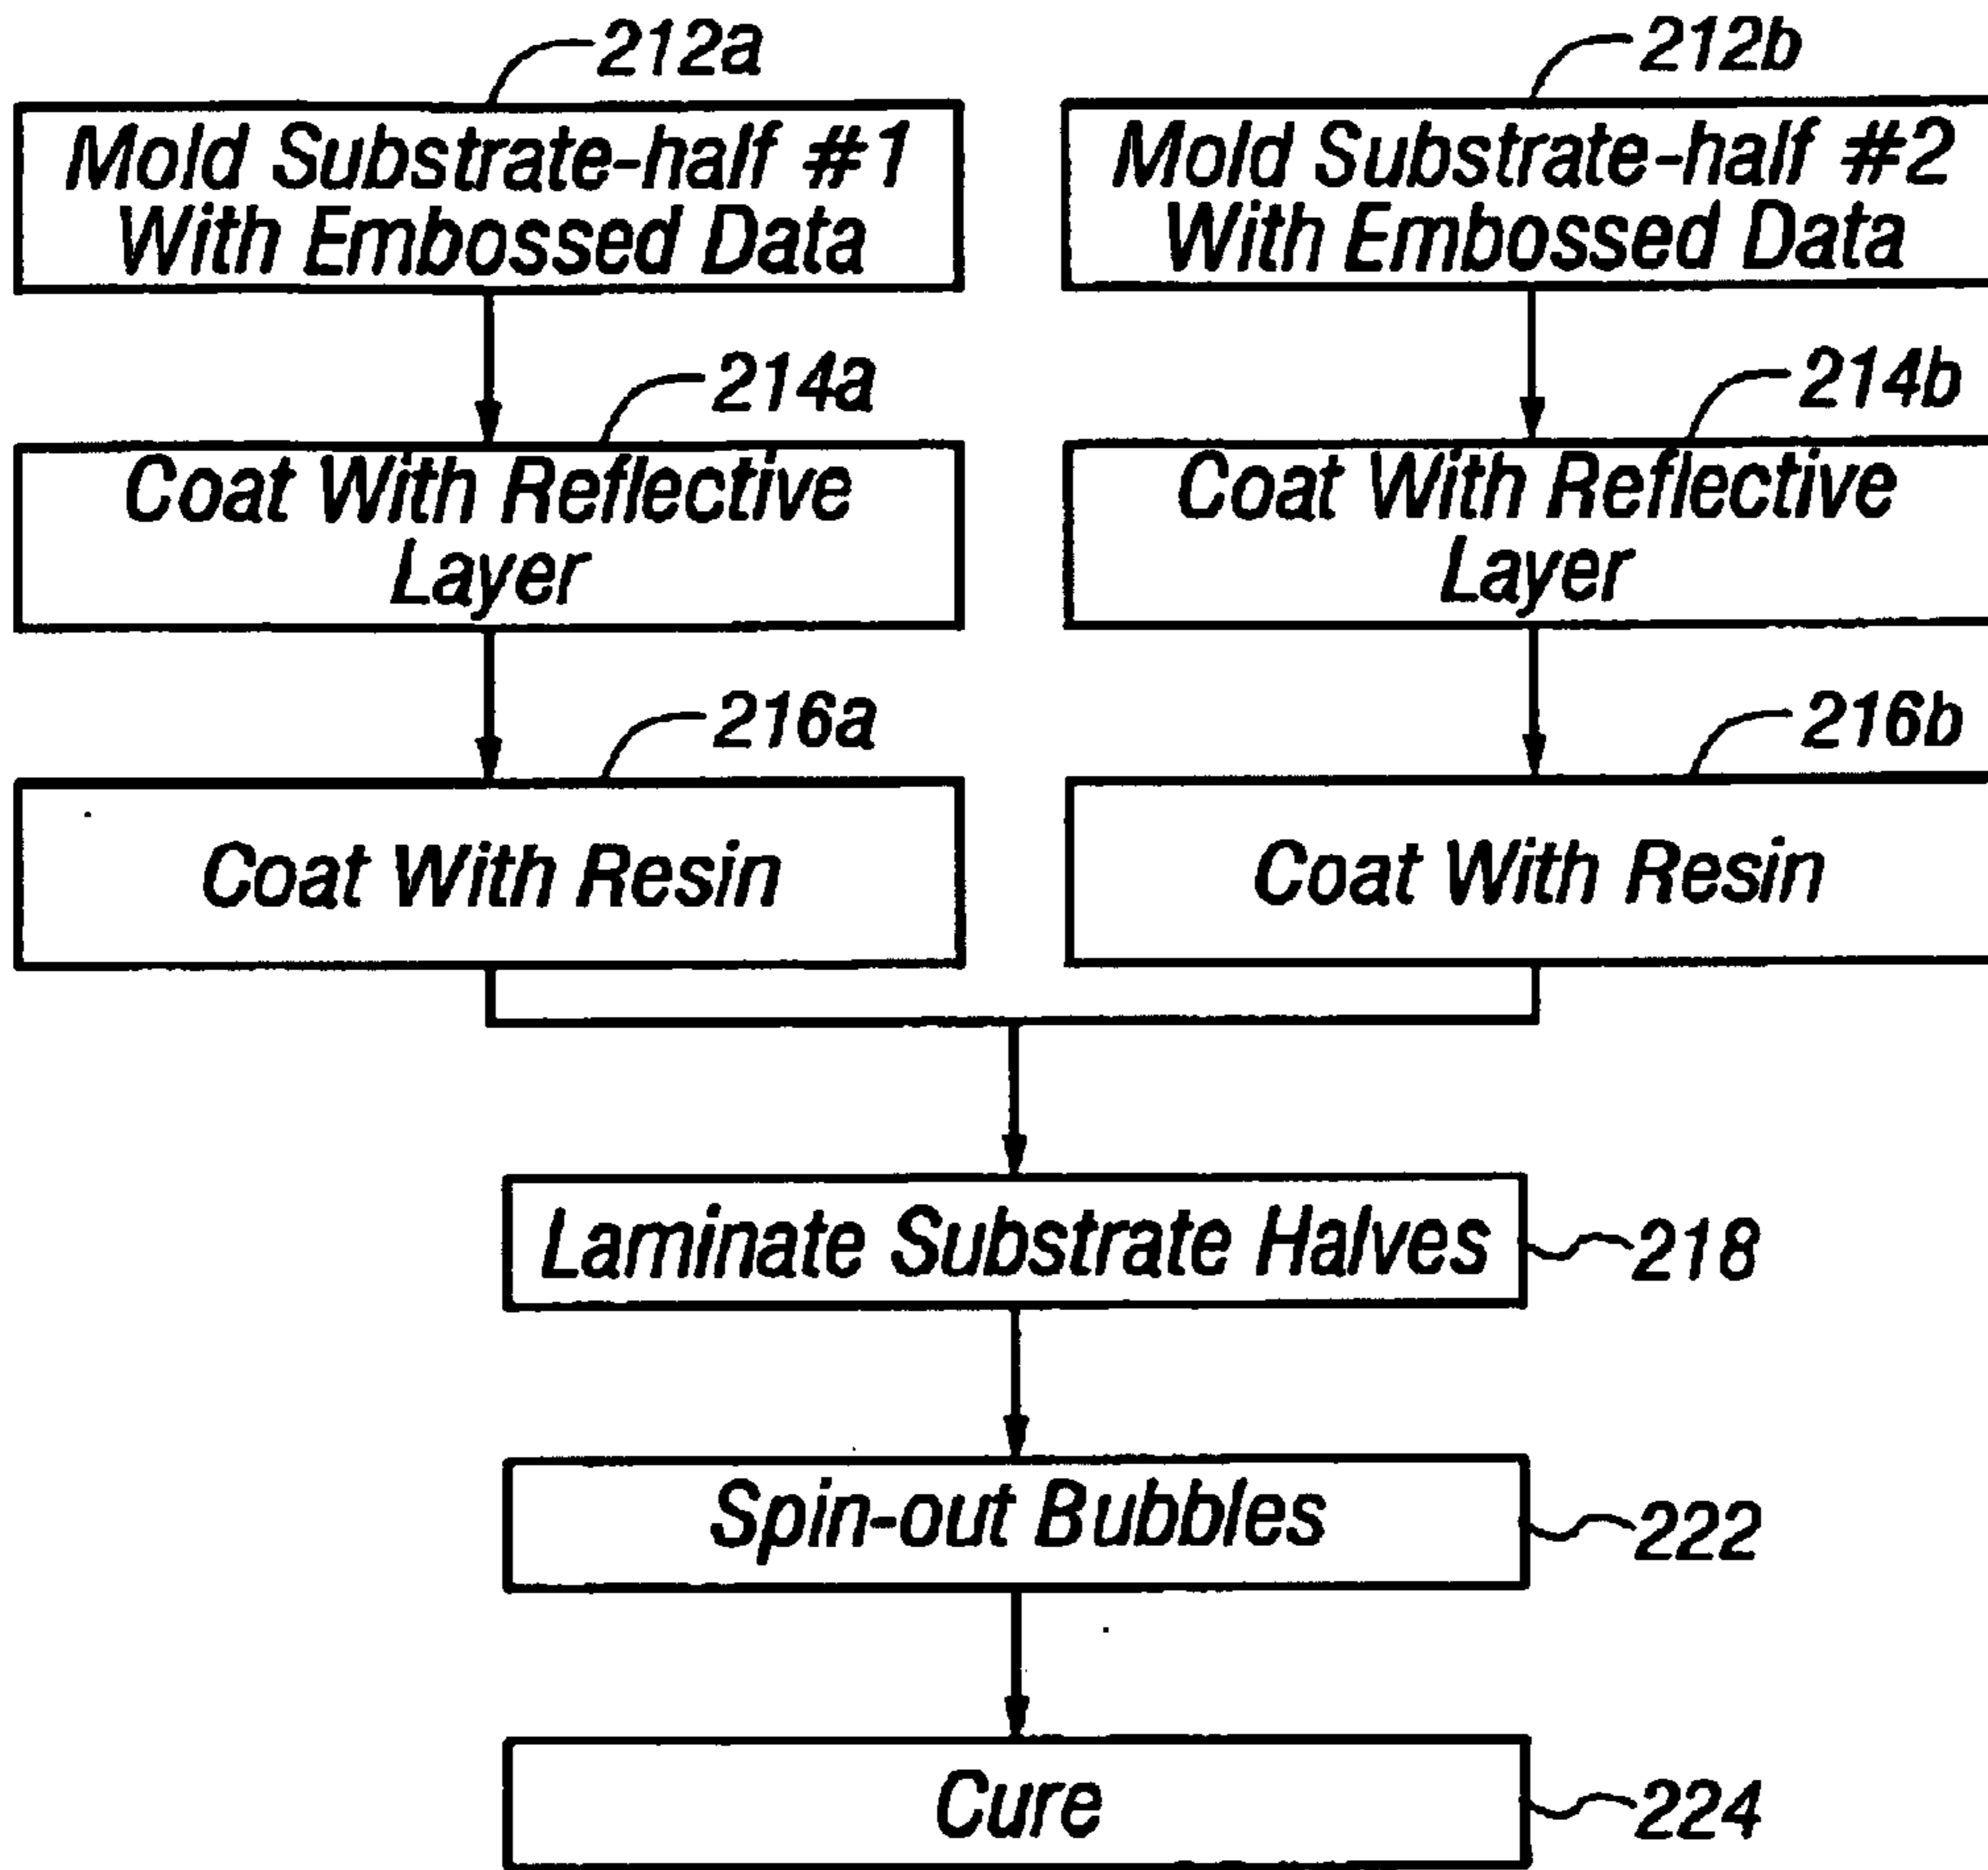 212a
212b
Mold Substrate-half #1
With Embossed Data
Mold Substrate-half #2
With Embossed Data
214a
214b
Coat With Reflective
Layer
Coat With Reflective
Layer
216a
216b
Coat With Resin
Coat With Resin
Laminate Substrate Halves
218
Spin-out Bubbles
222
Cure
224